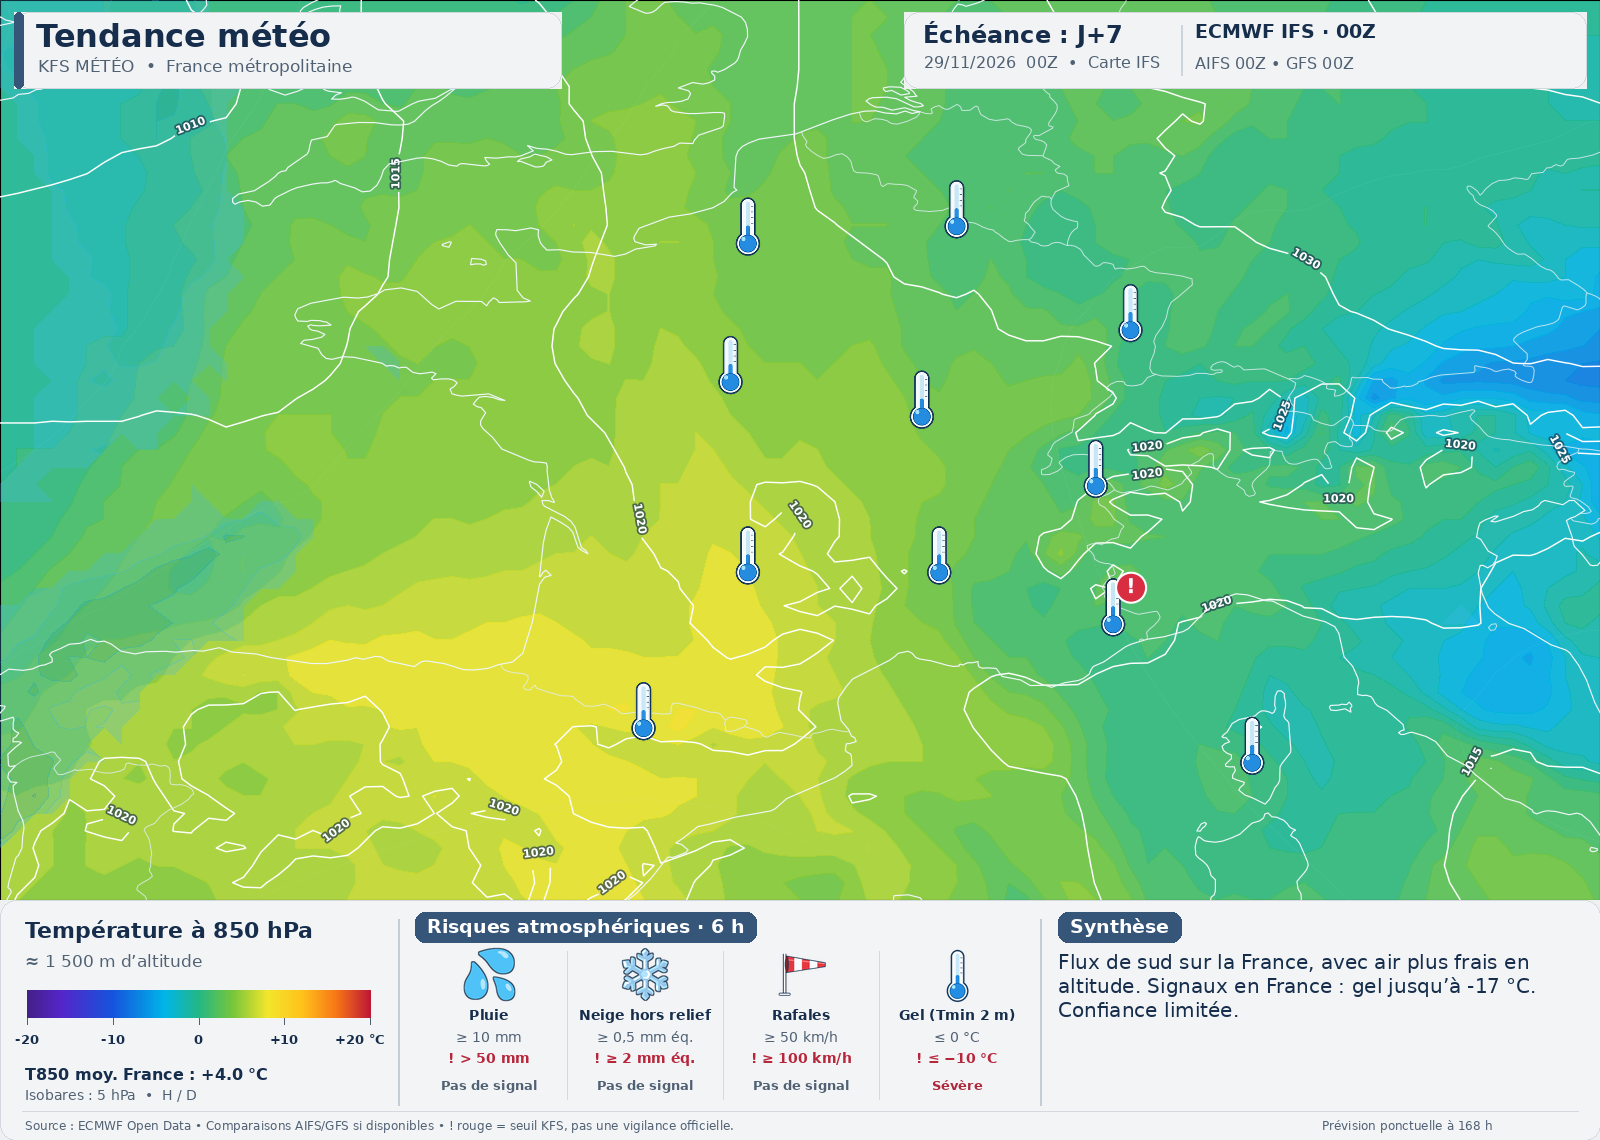 Tendance météo
KFS MÉTÉO • France métropolitaine
Échéance : J+7
29/11/2026 00Z • Carte IFS
ECMWF IFS · 00Z
AIFS 00Z • GFS 00Z
1010
1015
1030
1025
1020
1025
1020
1020
1020
1020
1020
1020
1015
1020
1020
1020
1020
1020
!
Température à 850 hPa
≈ 1 500 m d’altitude
-20 -10 0 +10 +20 °C
T850 moy. France : +4.0 °C
Isobares : 5 hPa • H / D
Risques atmosphériques · 6 h
Pluie
≥ 10 mm
! > 50 mm
Pas de signal
Neige hors relief
≥ 0,5 mm éq.
! ≥ 2 mm éq.
Pas de signal
Rafales
≥ 50 km/h
! ≥ 100 km/h
Pas de signal
Gel (Tmin 2 m)
≤ 0 °C
! ≤ −10 °C
Sévère
Synthèse
Flux de sud sur la France, avec air plus frais en
altitude. Signaux en France : gel jusqu’à -17 °C.
Confiance limitée.
Source : ECMWF Open Data • Comparaisons AIFS/GFS si disponibles • ! rouge = seuil KFS, pas une vigilance officielle.
Prévision ponctuelle à 168 h